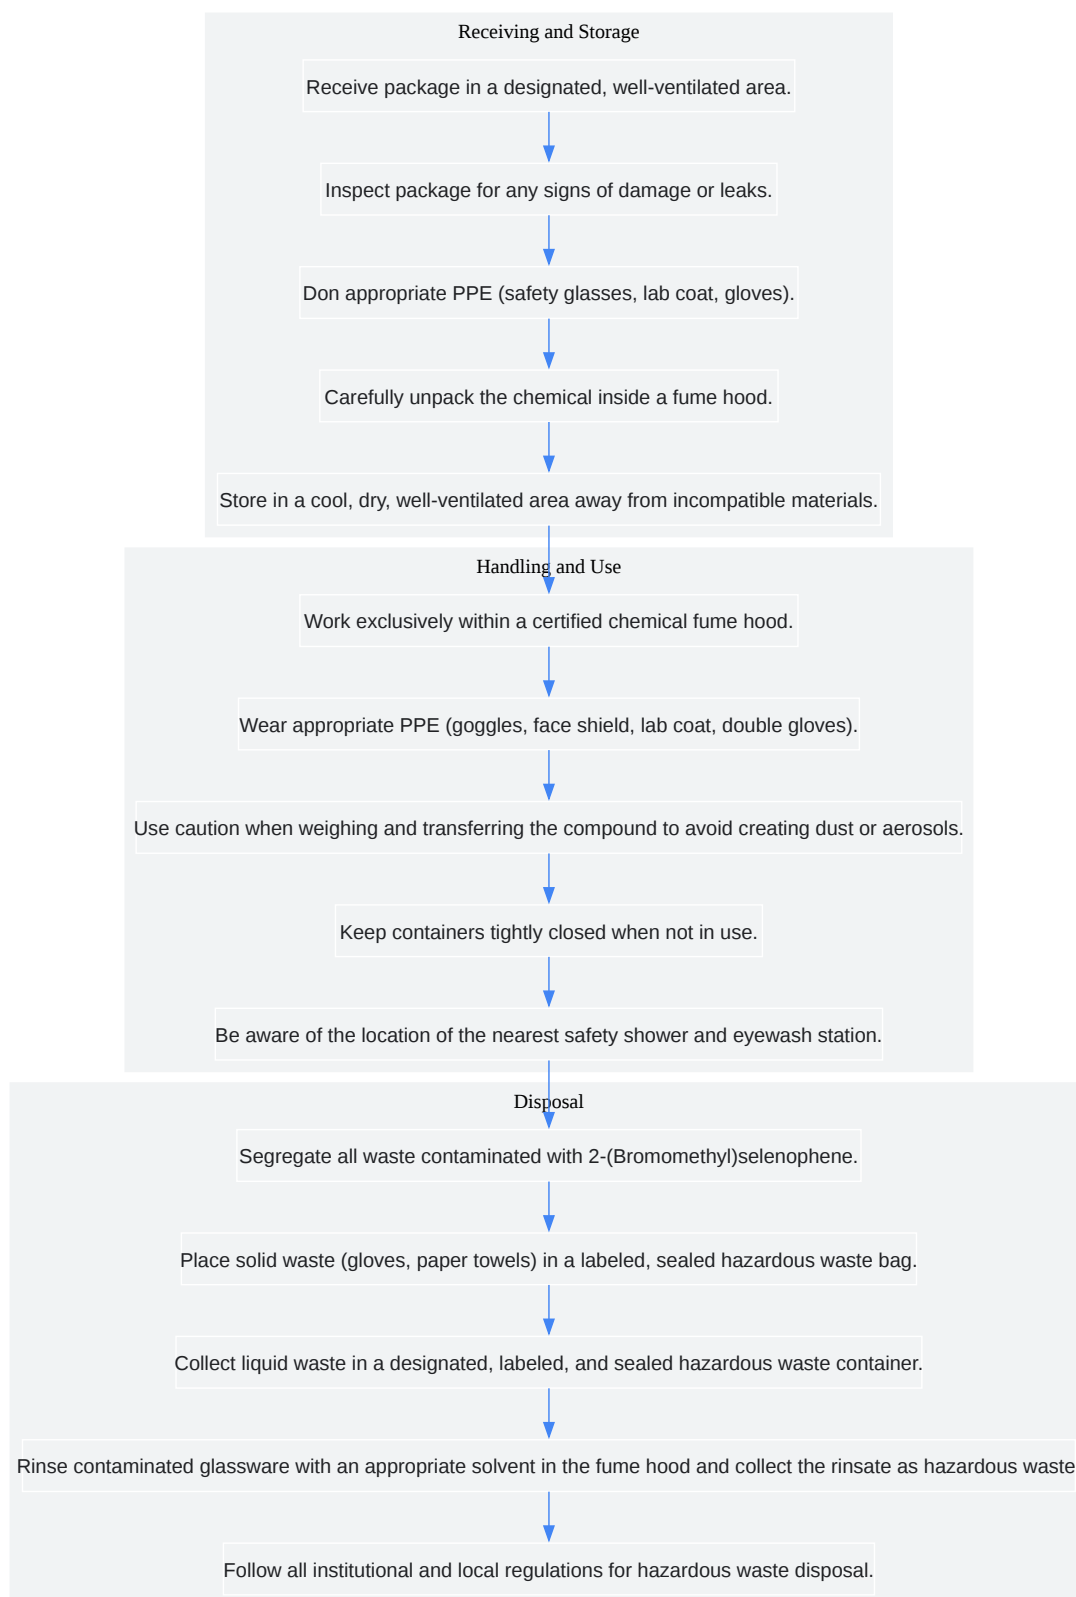 Receiving and Storage
Receive package in a designated, well-ventilated area.
Inspect package for any signs of damage or leaks.
Don appropriate PPE (safety glasses, lab coat, gloves).
Carefully unpack the chemical inside a fume hood.
Store in a cool, dry, well-ventilated area away from incompatible materials.
Handling and Use
Work exclusively within a certified chemical fume hood.
Wear appropriate PPE (goggles, face shield, lab coat, double gloves).
Use caution when weighing and transferring the compound to avoid creating dust or aerosols.
Keep containers tightly closed when not in use.
Be aware of the location of the nearest safety shower and eyewash station.
Disposal
Segregate all waste contaminated with 2-(Bromomethyl)selenophene.
Place solid waste (gloves, paper towels) in a labeled, sealed hazardous waste bag.
Collect liquid waste in a designated, labeled, and sealed hazardous waste container.
Rinse contaminated glassware with an appropriate solvent in the fume hood and collect the rinsate as hazardous waste
Follow all institutional and local regulations for hazardous waste disposal.